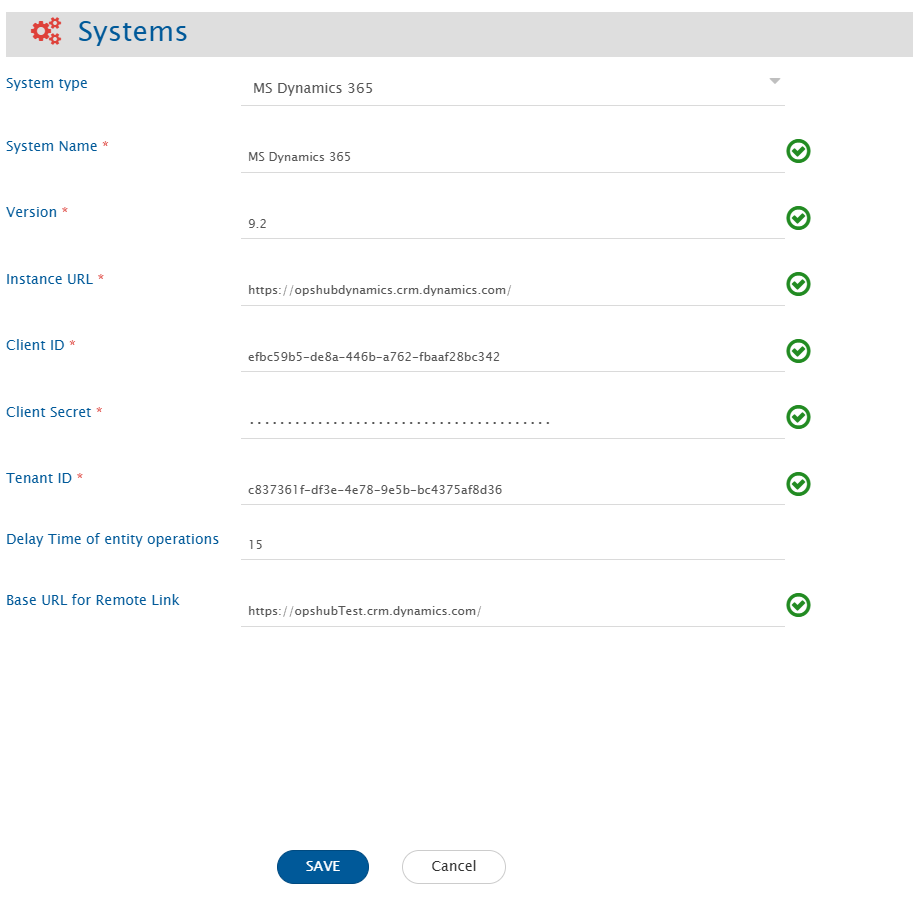 Systems
System type
MS Dynamics 365
System Name *
MS Dynamics 365
Version *
9.2
Instance URL *
https://opshubdynamics.crm.dynamics.com/
Client ID *
efbc59b5-de8a-446b-a762-fbaaf28bc342
Client Secret *
........................................
Tenant ID *
c837361f-df3e-4e78-9e5b-bc4375af8d36
Delay Time of entity operations
15
Base URL for Remote Link
https://opshubTest.crm.dynamics.com/
SAVE
Cancel